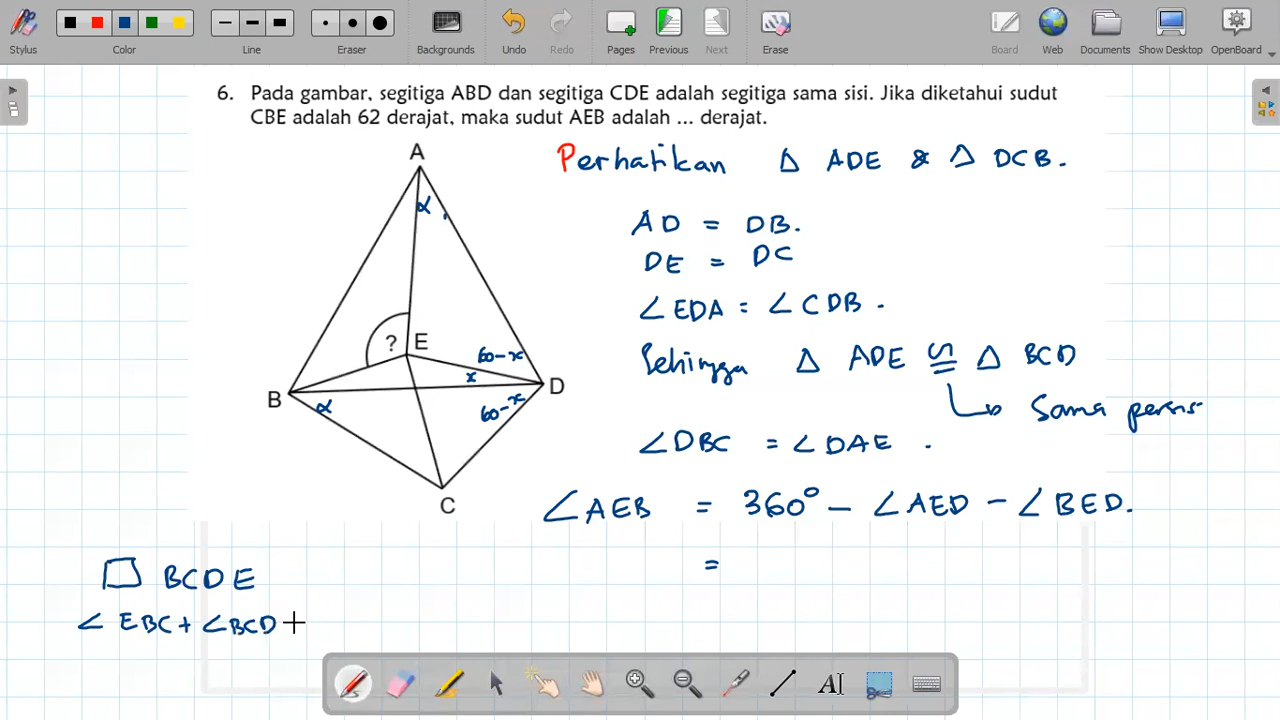 Stylus Color Line Eraser Backgrounds Undo Redo Pages Previous Next Erase Board Web Documents Show Desktop OpenBoard
6. Pada gambar, segitiga ABD dan segitiga CDE adalah segitiga sama sisi. Jika diketahui sudut
CBE adalah 62 derajat, maka sudut AEB adalah ... derajat.
A
α
? E
60-x
x
B
α
D
60-x
C
Perhatikan Δ ADE & Δ DCB.
AD = DB.
DE = DC
∠EDA = ∠CDB.
Sehingga Δ ADE ≅ Δ BCD
Sama persis
∠DBC = ∠DAE.
∠AEB = 360° - ∠AED - ∠BED.
=
□ BCDE
∠EBC + ∠BCD +